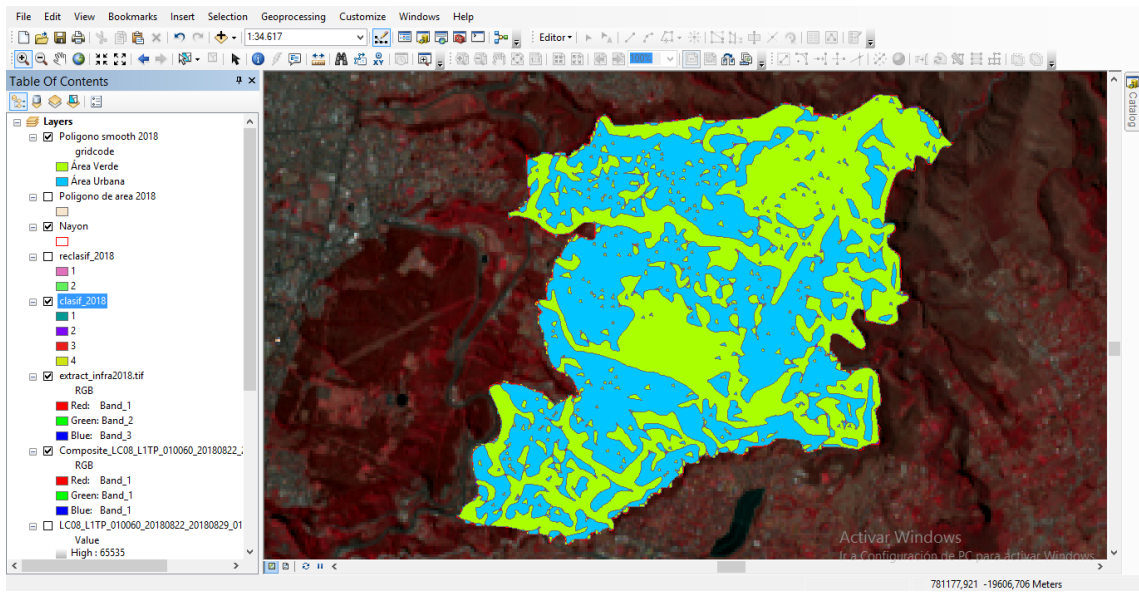 File Edit View Bookmarks Insert Selection Geoprocessing Customize Windows Help
1:34.617
Editor
100%
Table Of Contents
Catalog
Layers
Poligono smooth 2018
gridcode
Área Verde
Área Urbana
Poligono de area 2018
Nayon
reclasif_2018
1
2
clasif_2018
1
2
3
4
extract_infra2018.tif
RGB
Red: Band_1
Green: Band_2
Blue: Band_3
Composite_LC08_L1TP_010060_20180822_2
RGB
Red: Band_1
Green: Band_1
Blue: Band_1
LC08_L1TP_010060_20180822_20180829_01
Value
High : 65535
Activar Windows
Ir a Configuración de PC para activar Windows.
781177,921 -19606,706 Meters